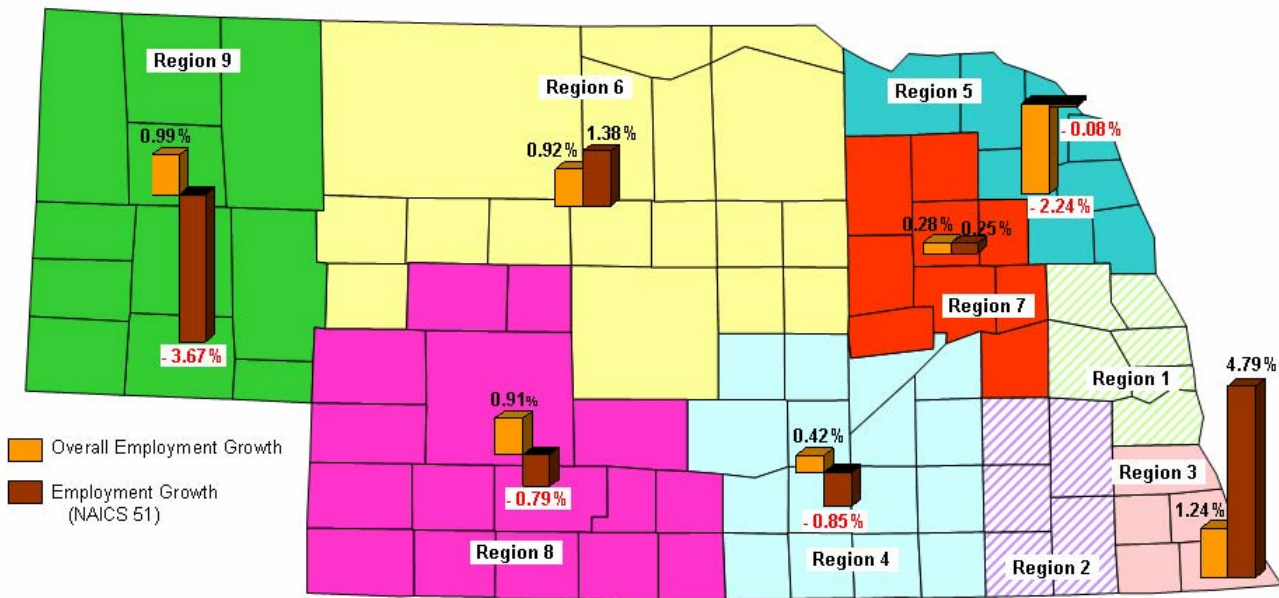 Region 9
0.99%
- 3.67%
Region 6
0.92%
1.38%
Region 5
- 0.08%
- 2.24%
0.28%
0.25%
Region 7
Region 1
4.79%
Region 3
1.24%
0.91%
- 0.79%
Region 8
0.42%
- 0.85%
Region 4
Region 2
Overall Employment Growth
Employment Growth
(NAICS 51)